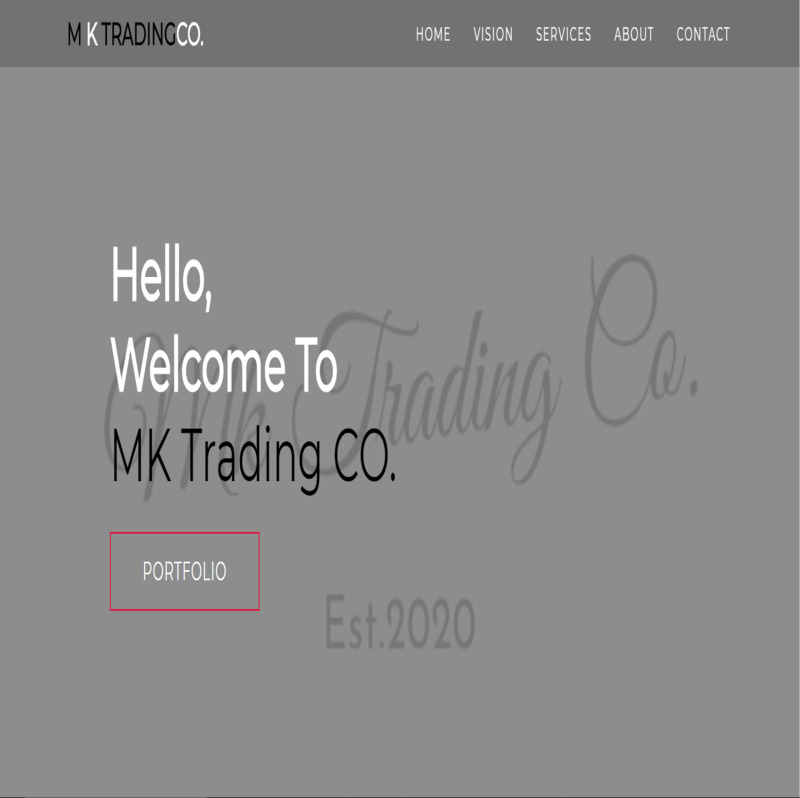 M K TRADINGCO.
HOME VISION SERVICES ABOUT CONTACT
Hello,
Welcome To
MK Trading CO.
Mk Trading Co.
PORTFOLIO
Est.2020